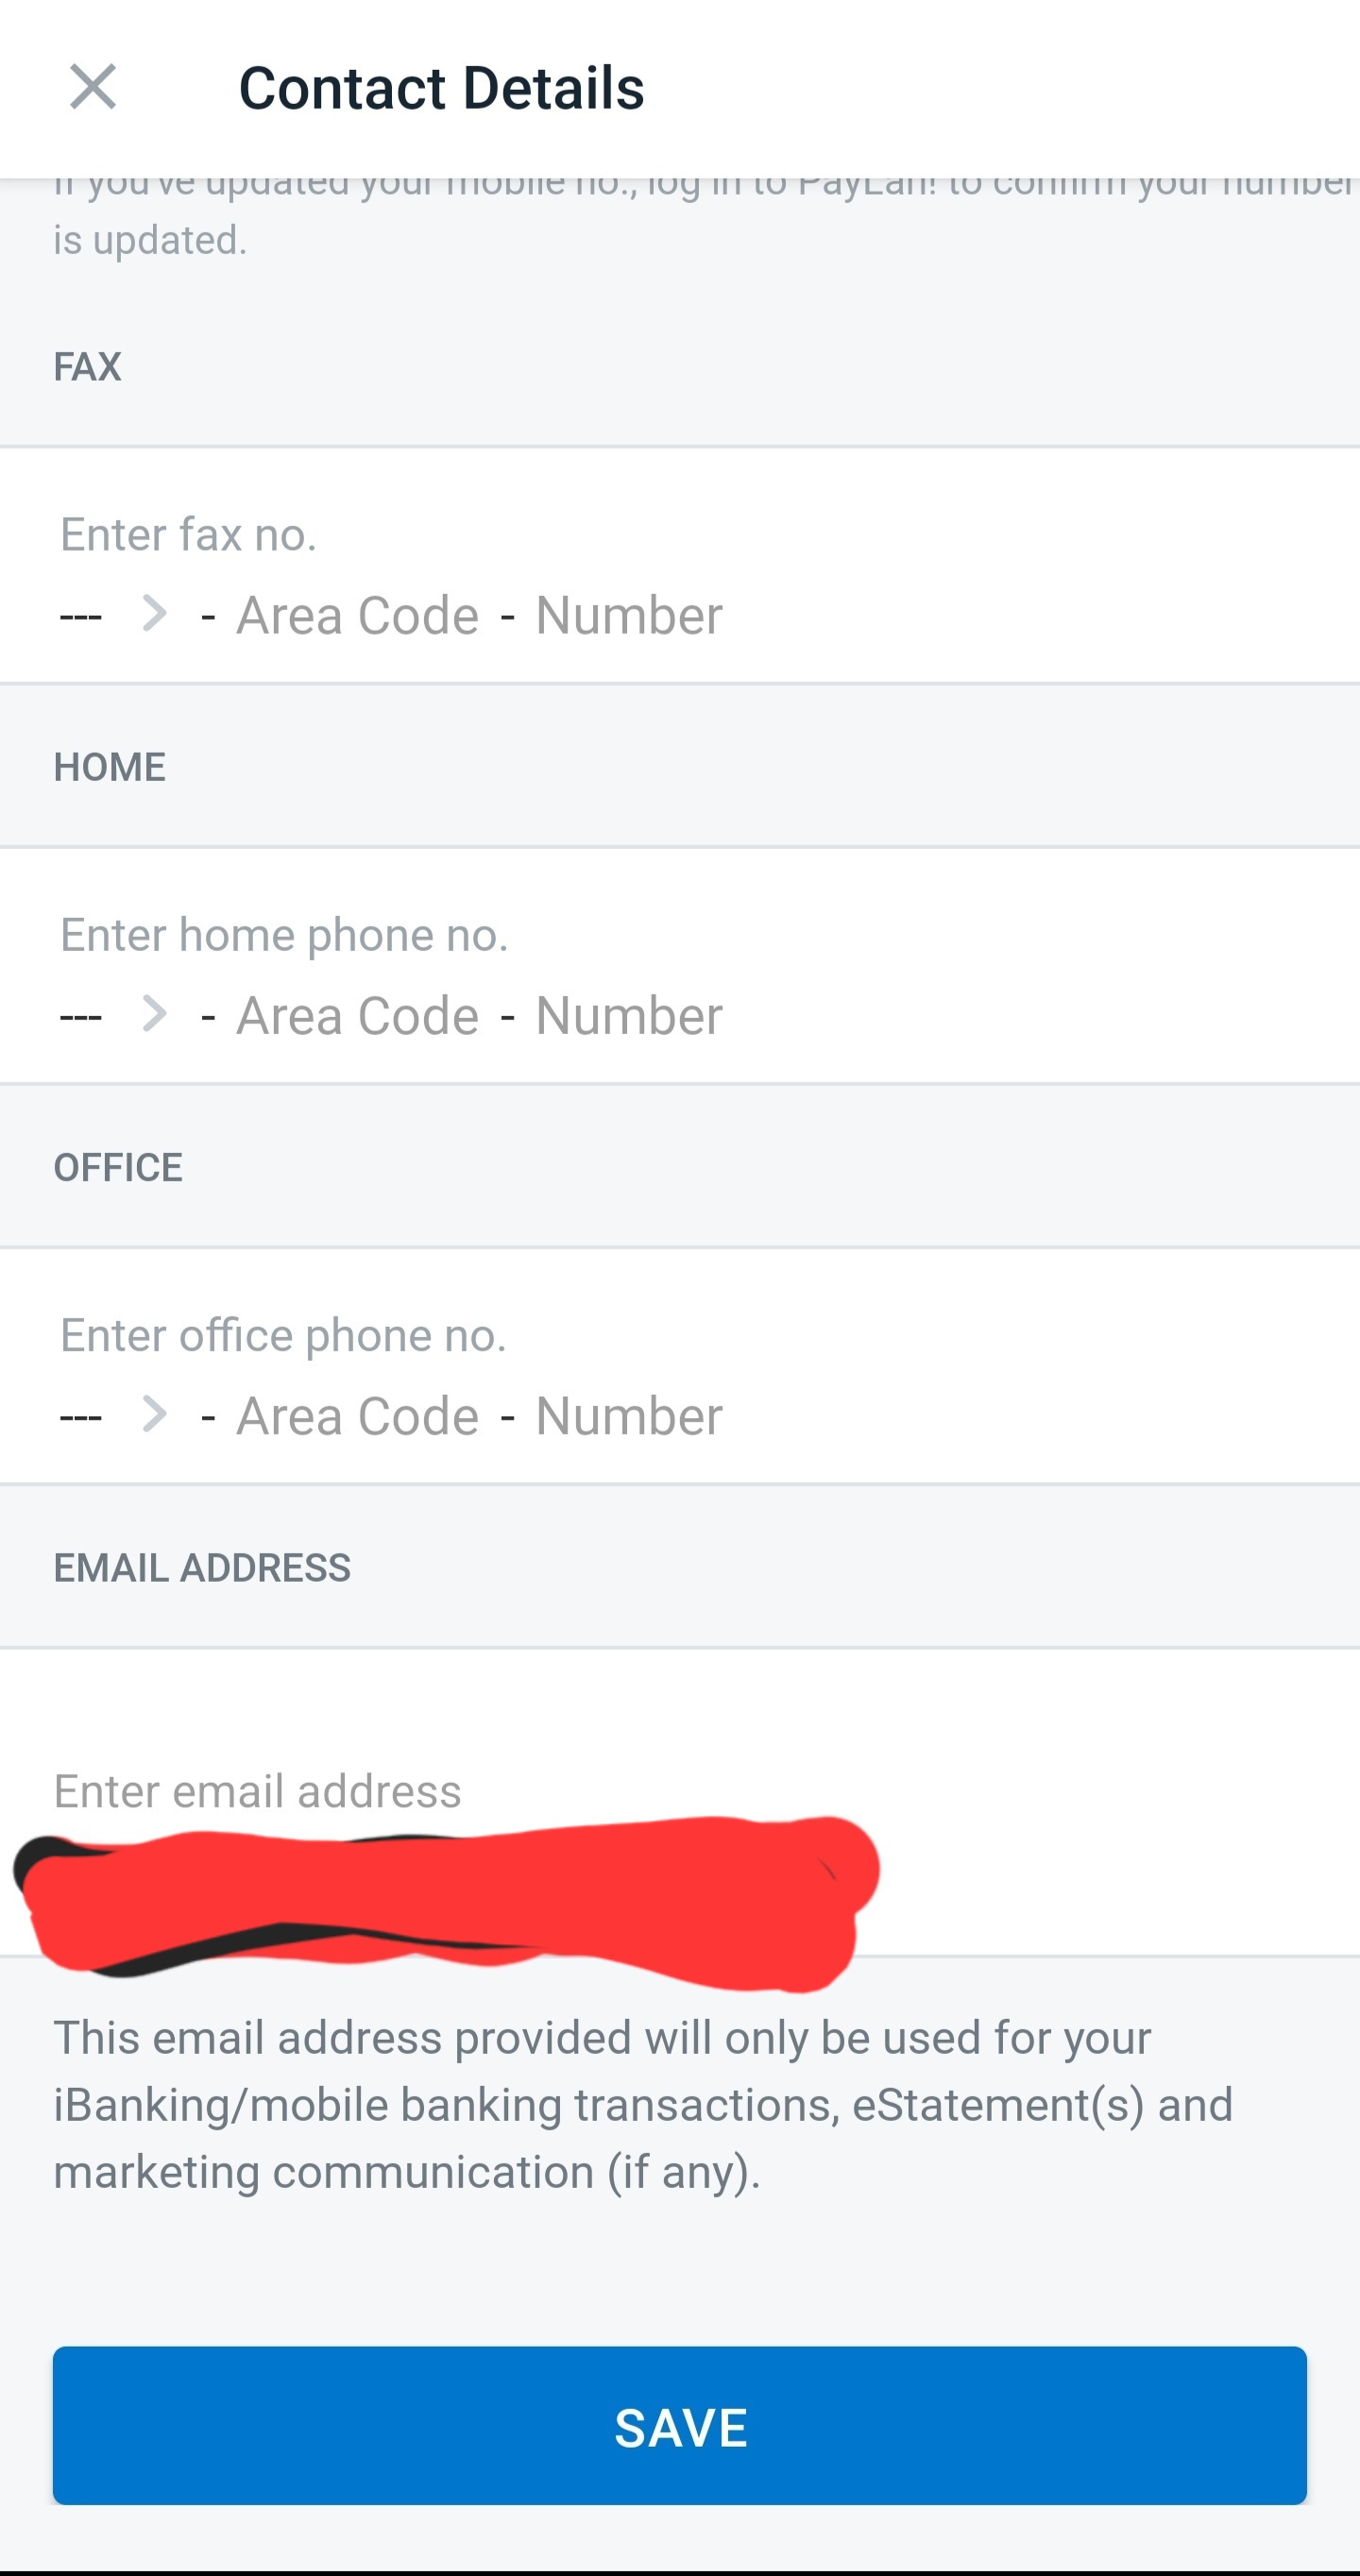 Contact Details
If you've updated your mobile no., log in to PayLah! to confirm your number
is updated.
FAX
Enter fax no.
--- > - Area Code - Number
HOME
Enter home phone no.
--- > - Area Code - Number
OFFICE
Enter office phone no.
--- > - Area Code - Number
EMAIL ADDRESS
Enter email address
This email address provided will only be used for your
iBanking/mobile banking transactions, eStatement(s) and
marketing communication (if any).
SAVE